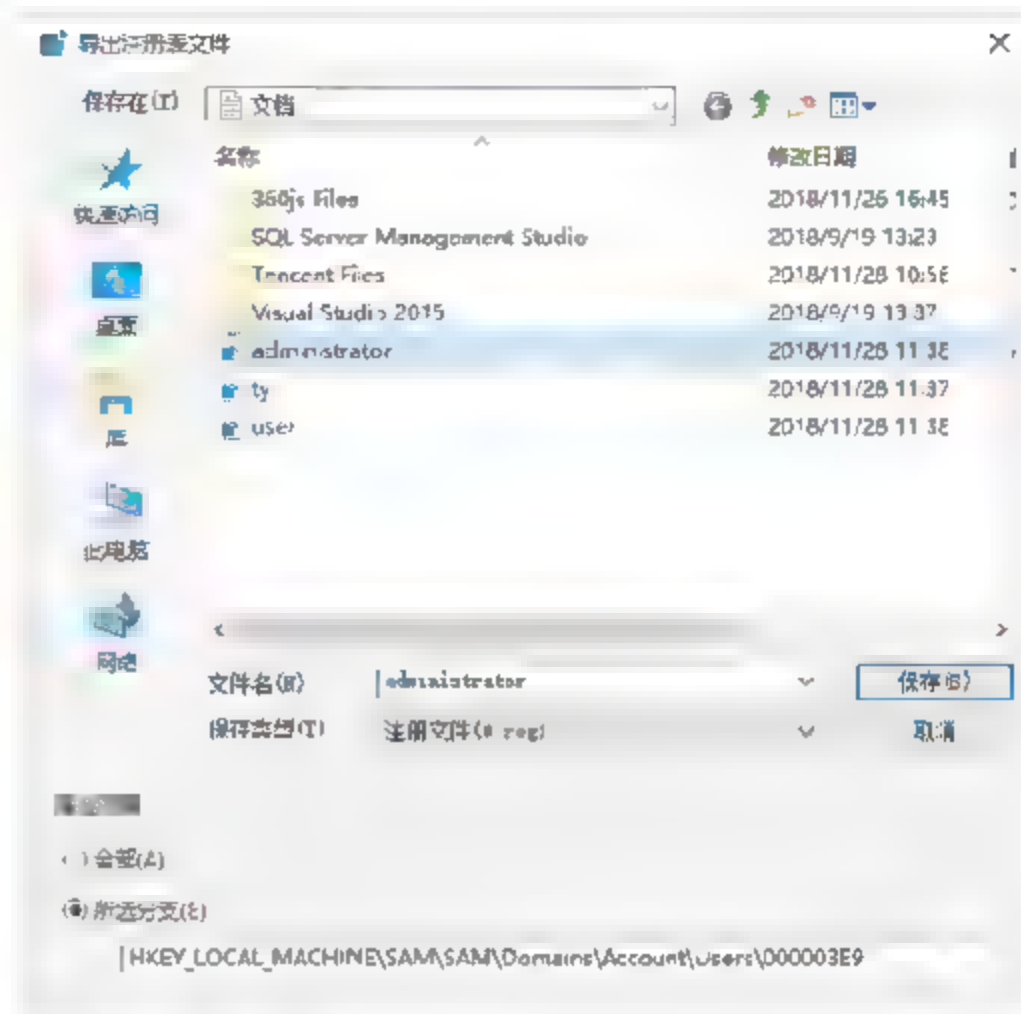 导出注册表文件
保存在(I)
文档
名称
修改日期
快速访问
360js Files
2018/11/26 16:45
SQL Server Management Studio
2018/9/19 13:23
Tencent Files
2018/11/28 10:56
Visual Studio 2015
2018/9/19 13:37
桌面
administrator
2018/11/28 11:38
ty
2018/11/28 11:37
user
2018/11/28 11:38
库
此电脑
网络
文件名(N)
administrator
保存(S)
保存类型(T)
注册文件(*.reg)
取消
全部(A)
所选分支(E)
HKEY_LOCAL_MACHINE\SAM\SAM\Domains\Account\Users\000003E9